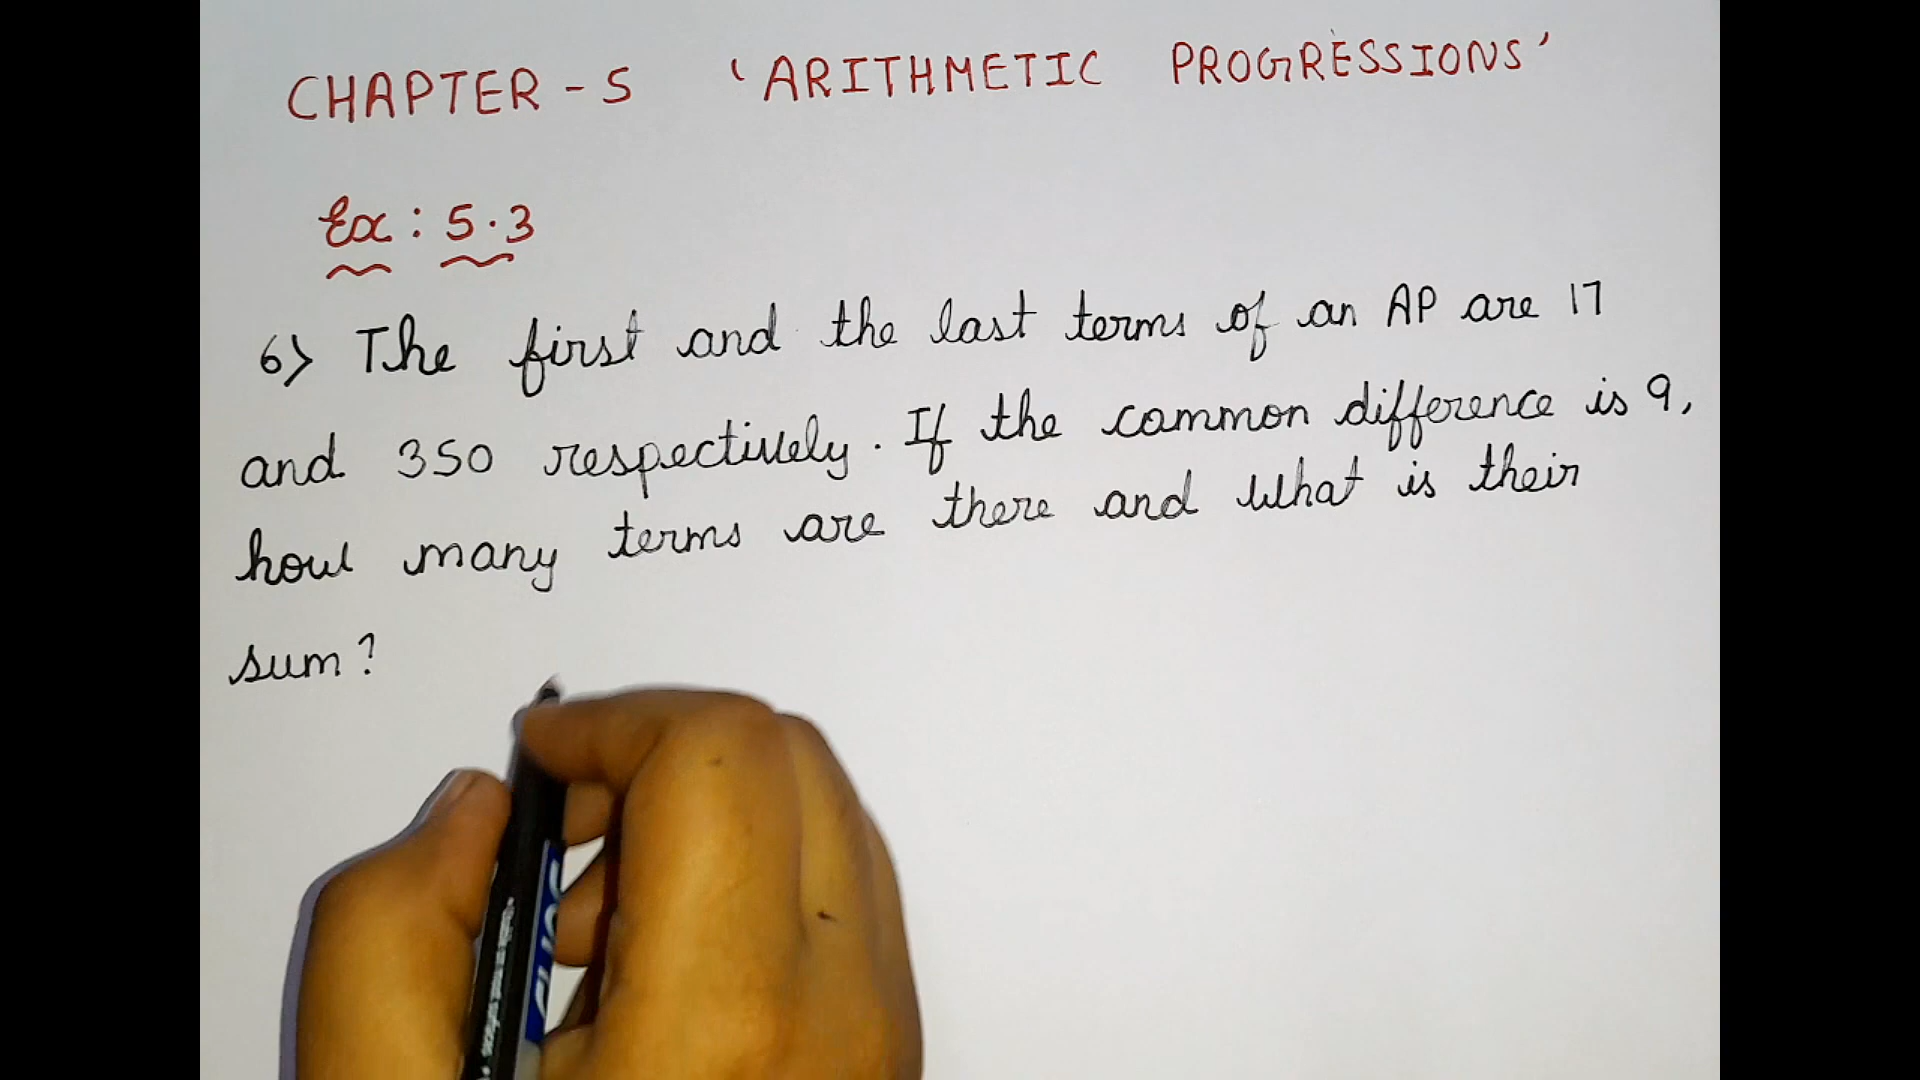 CHAPTER - 5 'ARITHMETIC PROGRESSIONS'
Ex : 5.3
6) The first and the last terms of an AP are 17
and 350 respectively. If the common difference is 9,
how many terms are there and what is their
sum?